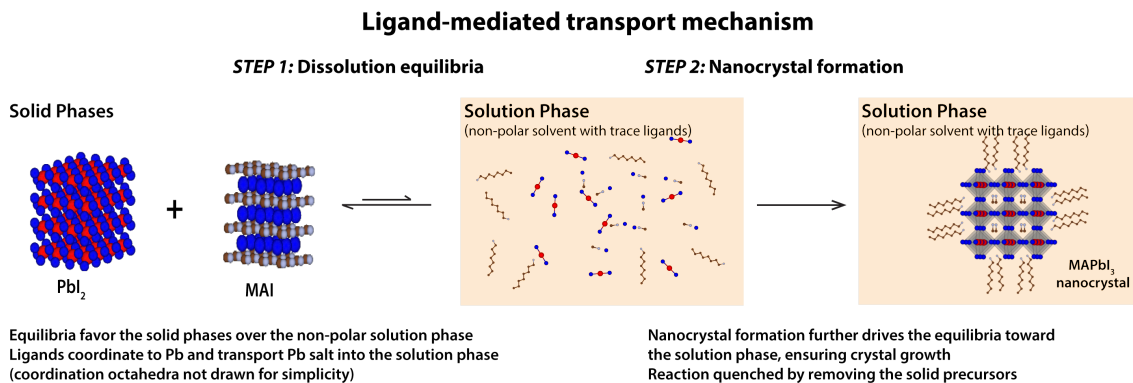 Ligand-mediated transport mechanism
STEP 1: Dissolution equilibria
STEP 2: Nanocrystal formation
Solid Phases
Solution Phase
(non-polar solvent with trace ligands)
Solution Phase
(non-polar solvent with trace ligands)
+
PbI₂
MAI
MAPbI₃
nanocrystal
Equilibria favor the solid phases over the non-polar solution phase
Ligands coordinate to Pb and transport Pb salt into the solution phase
(coordination octahedra not drawn for simplicity)
Nanocrystal formation further drives the equilibria toward
the solution phase, ensuring crystal growth
Reaction quenched by removing the solid precursors